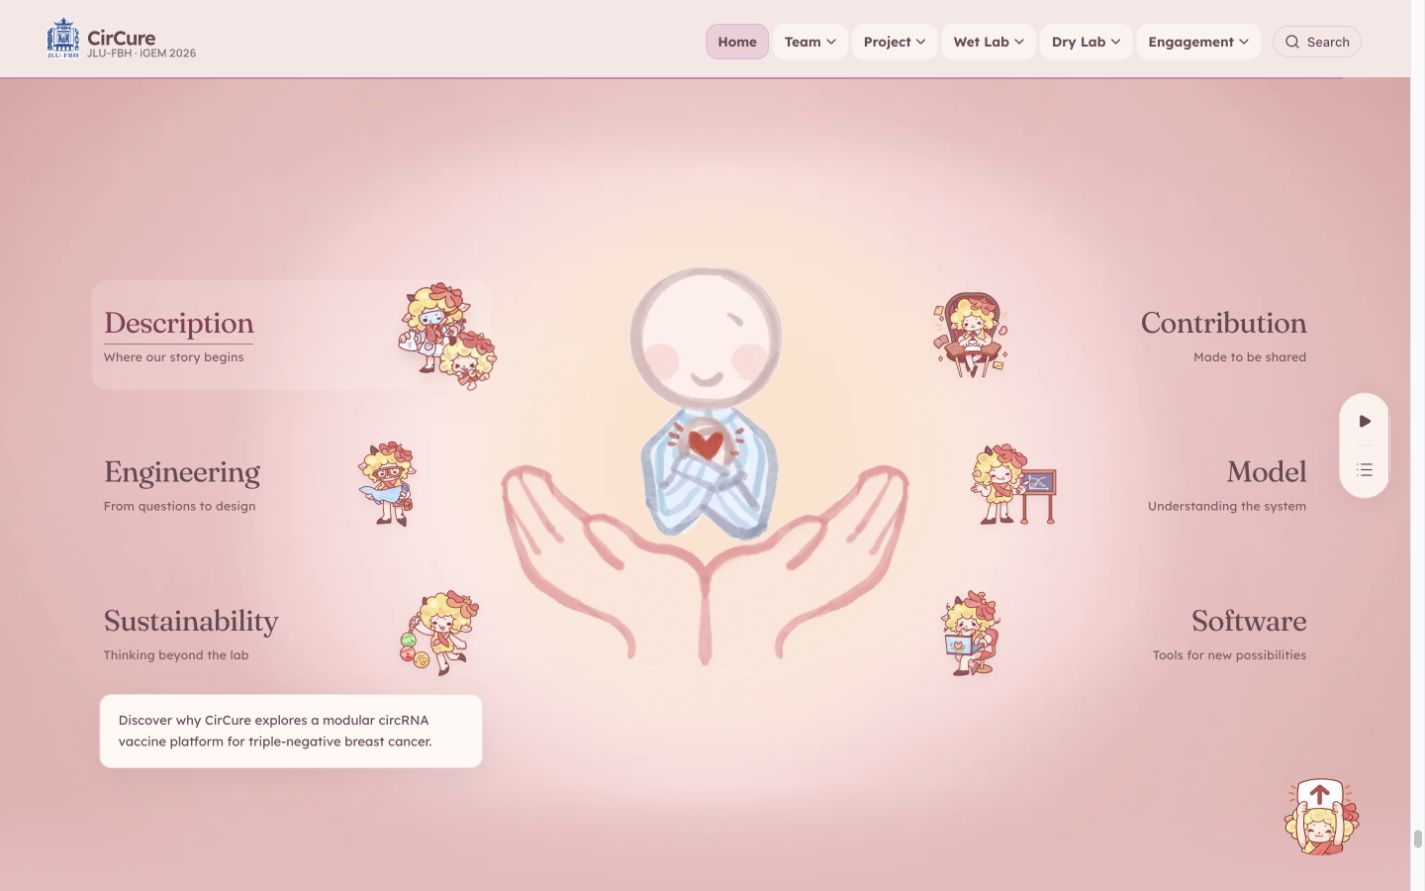 CirCure
JLU-FBH · iGEM 2026
JLU-FBH
Home
Team
Project
Wet Lab
Dry Lab
Engagement
Search
Description
Where our story begins
Engineering
From questions to design
Sustainability
Thinking beyond the lab
Discover why CirCure explores a modular circRNA
vaccine platform for triple-negative breast cancer.
Contribution
Made to be shared
Model
Understanding the system
Software
Tools for new possibilities